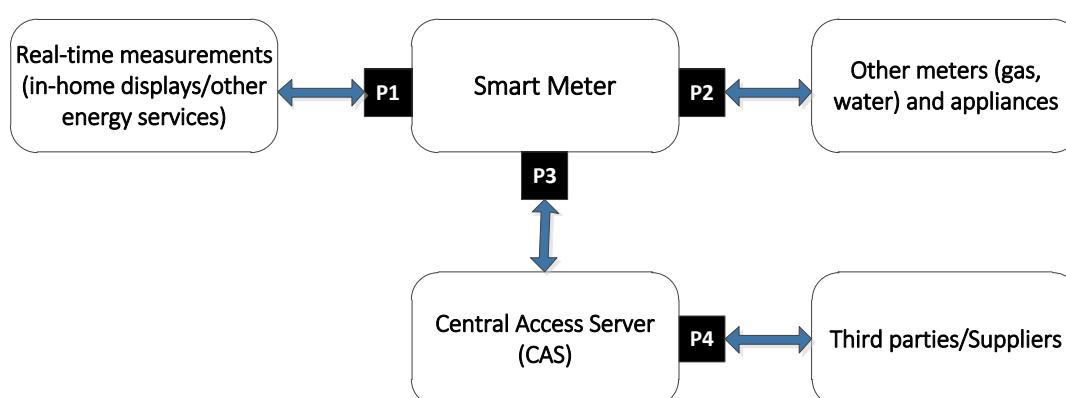 Real-time measurements
(in-home displays/other
energy services)
P1
Smart Meter
P2
Other meters (gas,
water) and appliances
P3
Central Access Server
(CAS)
P4
Third parties/Suppliers